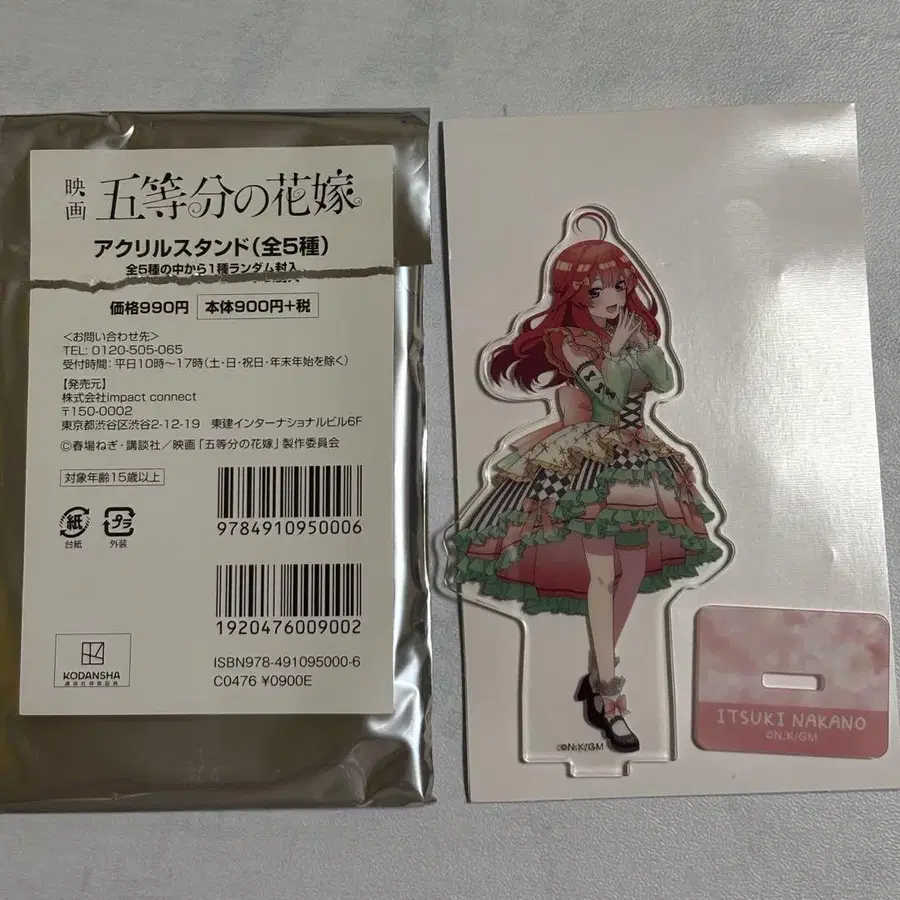 映画 五等分の花嫁
アクリルスタンド(全5種)
全5種の中から1種ランダム封入
価格990円 本体900円+税
<お問い合わせ先>
TEL: 0120-505-065
受付時間: 平日10時〜17時(土・日・祝日・年末年始を除く)
【発売元】
株式会社impact connect
〒150-0002
東京都渋谷区渋谷2-12-19 東建インターナショナルビル6F
©春場ねぎ・講談社/映画「五等分の花嫁」製作委員会
対象年齢15歳以上
紙 プラ
台紙 外装
9784910950006
1920476009002
ISBN978-491095000-6
C0476 ¥0900E
KODANSHA
©N.K/GM
ITSUKI NAKANO
©N.K/GM